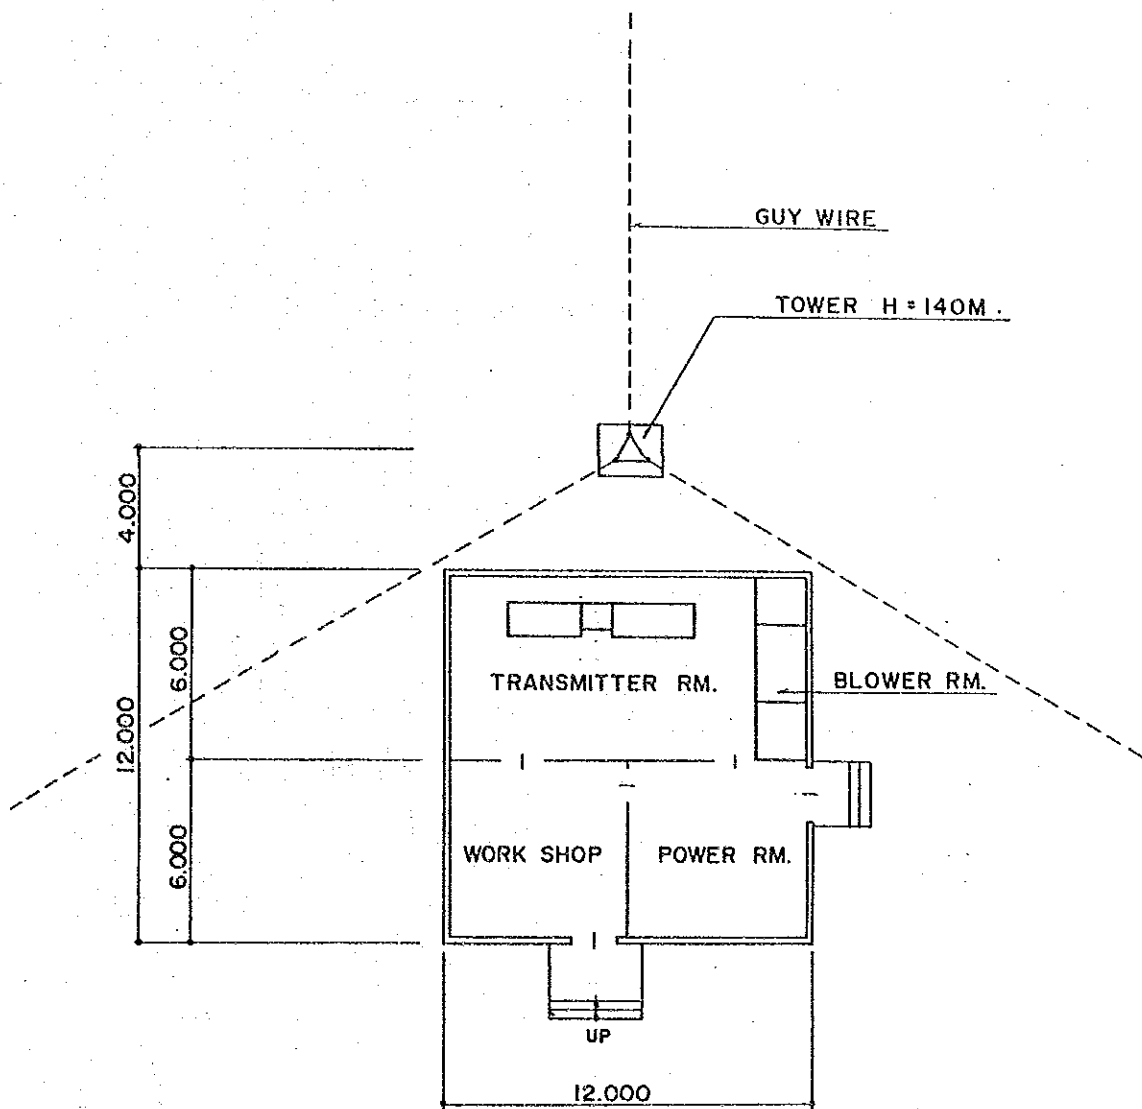 GUY WIRE
TOWER H=140M.
4.000
6.000
12.000
TRANSMITTER RM.
BLOWER RM.
6.000
WORK SHOP
POWER RM.
UP
12.000